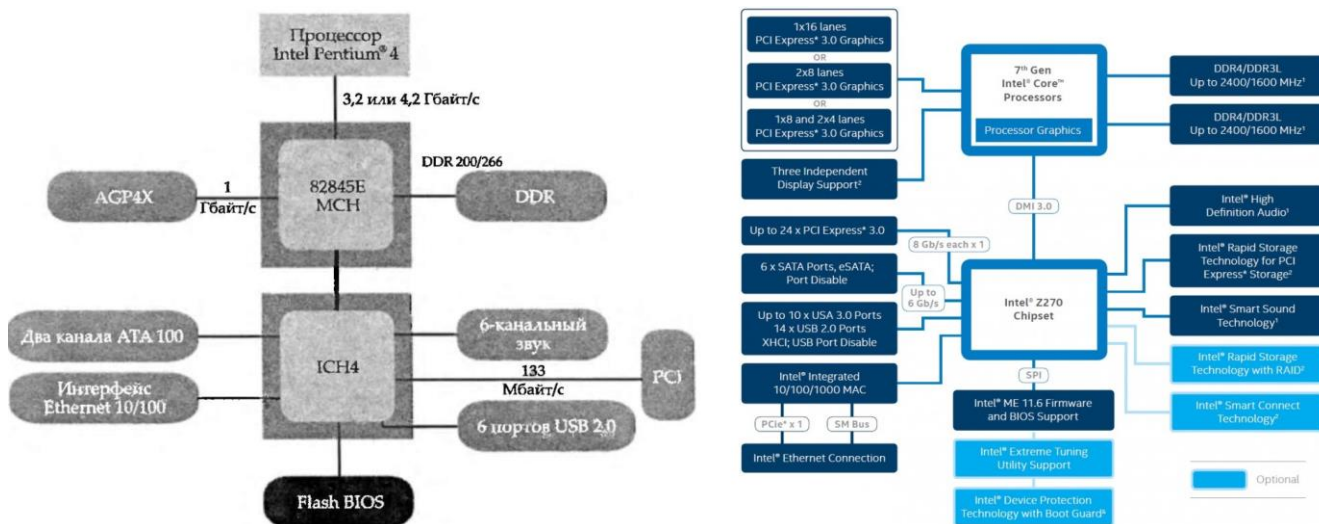 Процессор
Intel Pentium® 4
3,2 или 4,2 Гбайт/с
DDR 200/266
AGP4X
1
Гбайт/с
82845E
MCH
DDR
Два канала ATA 100
Интерфейс
Ethernet 10/100
ICH4
6-канальный
звук
133
Мбайт/с
PCi
6 портов USB 2.0
Flash BIOS
1x16 lanes
PCI Express* 3.0 Graphics
OR
2x8 lanes
PCI Express* 3.0 Graphics
OR
1x8 and 2x4 lanes
PCI Express* 3.0 Graphics
Three Independent
Display Support²
7th Gen
Intel® Core™
Processors
Processor Graphics
DDR4/DDR3L
Up to 2400/1600 MHz¹
DDR4/DDR3L
Up to 2400/1600 MHz¹
DMI 3.0
Up to 24 x PCI Express* 3.0
8 Gb/s each x 1
6 x SATA Ports, eSATA;
Port Disable
Up to
6 Gb/s
Up to 10 x USA 3.0 Ports
14 x USB 2.0 Ports
XHCI; USB Port Disable
Intel® Integrated
10/100/1000 MAC
PCIe* x 1
SM Bus
Intel® Ethernet Connection
Intel® Z270
Chipset
SPI
Intel® ME 11.6 Firmware
and BIOS Support
Intel® Extreme Tuning
Utility Support
Intel® Device Protection
Technology with Boot Guard⁴
Intel® High
Definition Audio¹
Intel® Rapid Storage
Technology for PCI
Express* Storage²
Intel® Smart Sound
Technology¹
Intel® Rapid Storage
Technology with RAID²
Intel® Smart Connect
Technology²
Optional